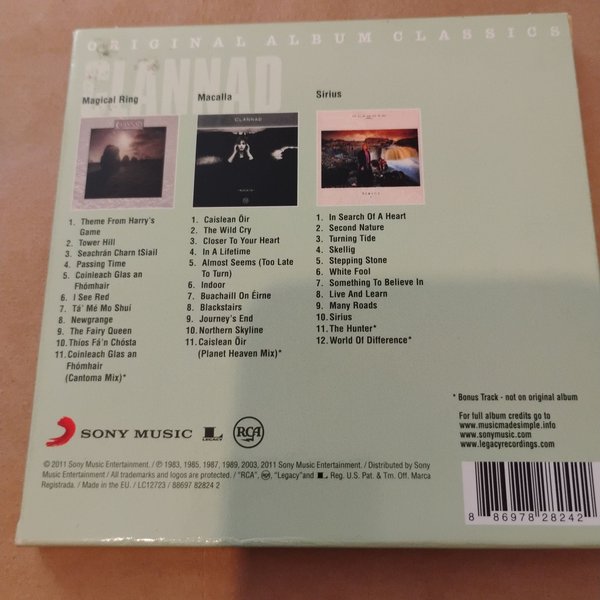 ORIGINAL ALBUM CLASSICS
CLANNAD
Magical Ring
Macalla
Sirius
CLANNAD
CLANNAD
CLANNAD
MACALLA
SIRIUS
1. Theme From Harry's
Game
2. Tower Hill
3. Seachrán Charn tSiail
4. Passing Time
5. Coinleach Glas an
Fhómhair
6. I See Red
7. Tá' Mé Mo Shuí
8. Newgrange
9. The Fairy Queen
10. Thios Fá'n Chósta
11. Coinleach Glas an
Fhómhair
(Cantoma Mix)*
1. Caislean Öir
2. The Wild Cry
3. Closer To Your Heart
4. In A Lifetime
5. Almost Seems (Too Late
To Turn)
6. Indoor
7. Buachaill On Éirne
8. Blackstairs
9. Journey's End
10. Northern Skyline
11. Caislean Öir
(Planet Heaven Mix)*
1. In Search Of A Heart
2. Second Nature
3. Turning Tide
4. Skellig
5. Stepping Stone
6. White Fool
7. Something To Believe In
8. Live And Learn
9. Many Roads
10. Sirius
11. The Hunter*
12. World Of Difference*
* Bonus Track - not on original album
For full album credits go to
www.musicmadesimple.info
www.sonymusic.com
www.legacyrecordings.com
SONY MUSIC
L
LEGACY
RCA
© 2011 Sony Music Entertainment. / ℗ 1983, 1985, 1987, 1989, 2003, 2011 Sony Music Entertainment. / Distributed by Sony
Music Entertainment / All trademarks and logos are protected. / "RCA", "Legacy"and L Reg. U.S. Pat. & Tm. Off. Marca
Registrada. / Made in the EU. / LC12723 / 88697 82824 2
8 86978 28242